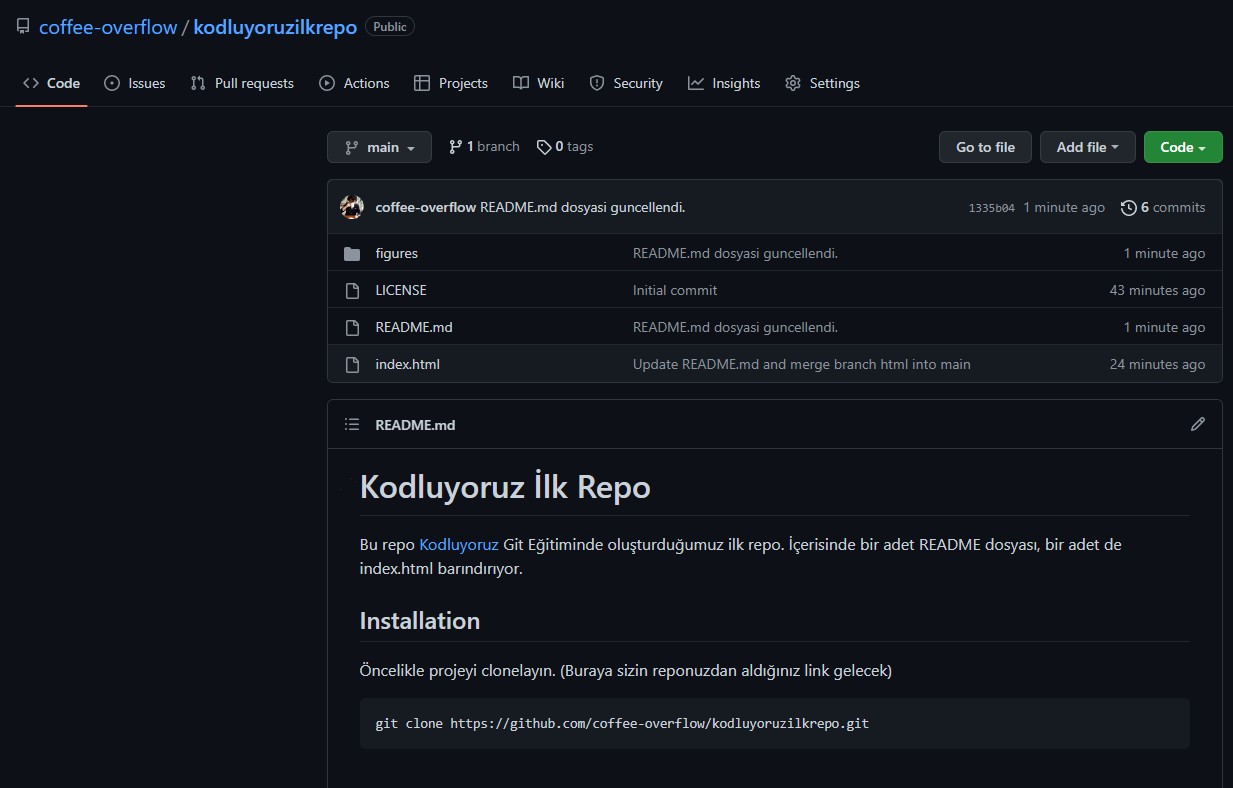 coffee-overflow / kodluyoruzilkrepo Public
Code Issues Pull requests Actions Projects Wiki Security Insights Settings
main 1 branch 0 tags Go to file Add file Code
coffee-overflow README.md dosyasi guncellendi. 1335b04 1 minute ago 6 commits
figures README.md dosyasi guncellendi. 1 minute ago
LICENSE Initial commit 43 minutes ago
README.md README.md dosyasi guncellendi. 1 minute ago
index.html Update README.md and merge branch html into main 24 minutes ago
README.md
Kodluyoruz İlk Repo
Bu repo Kodluyoruz Git Eğitiminde oluşturduğumuz ilk repo. İçerisinde bir adet README dosyası, bir adet de
index.html barındırıyor.
Installation
Öncelikle projeyi clonelayın. (Buraya sizin reponuzdan aldığınız link gelecek)
git clone https://github.com/coffee-overflow/kodluyoruzilkrepo.git